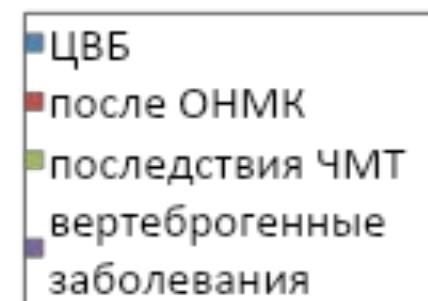 ЦВБ
после ОНМК
последствия ЧМТ
вертеброгенные
заболевания